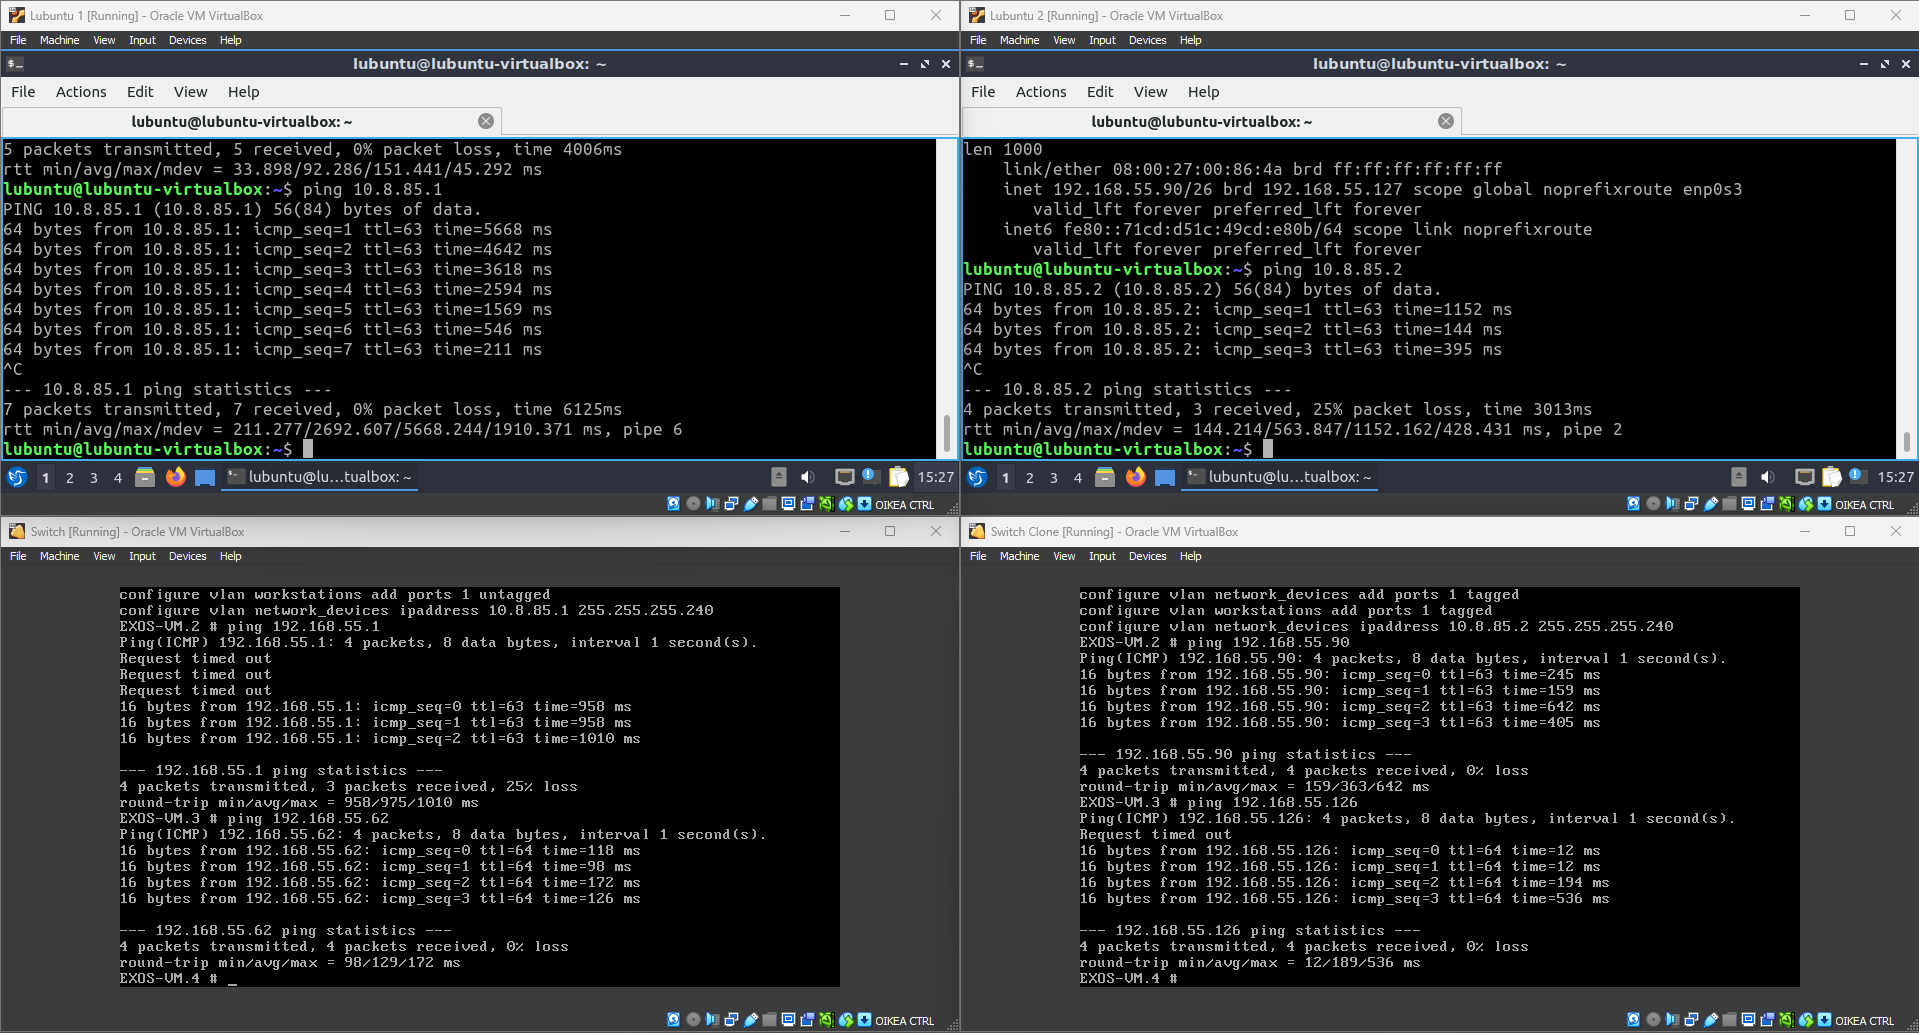 Lubuntu 1 [Running] - Oracle VM VirtualBox
File Machine View Input Devices Help
lubuntu@lubuntu-virtualbox: ~
File Actions Edit View Help
lubuntu@lubuntu-virtualbox: ~
5 packets transmitted, 5 received, 0% packet loss, time 4006ms
rtt min/avg/max/mdev = 33.898/92.286/151.441/45.292 ms
lubuntu@lubuntu-virtualbox:~$ ping 10.8.85.1
PING 10.8.85.1 (10.8.85.1) 56(84) bytes of data.
64 bytes from 10.8.85.1: icmp_seq=1 ttl=63 time=5668 ms
64 bytes from 10.8.85.1: icmp_seq=2 ttl=63 time=4642 ms
64 bytes from 10.8.85.1: icmp_seq=3 ttl=63 time=3618 ms
64 bytes from 10.8.85.1: icmp_seq=4 ttl=63 time=2594 ms
64 bytes from 10.8.85.1: icmp_seq=5 ttl=63 time=1569 ms
64 bytes from 10.8.85.1: icmp_seq=6 ttl=63 time=546 ms
64 bytes from 10.8.85.1: icmp_seq=7 ttl=63 time=211 ms
^C
--- 10.8.85.1 ping statistics ---
7 packets transmitted, 7 received, 0% packet loss, time 6125ms
rtt min/avg/max/mdev = 211.277/2692.607/5668.244/1910.371 ms, pipe 6
lubuntu@lubuntu-virtualbox:~$
1 2 3 4 lubuntu@lu...tualbox: ~ 15:27
OIKEA CTRL
Lubuntu 2 [Running] - Oracle VM VirtualBox
File Machine View Input Devices Help
lubuntu@lubuntu-virtualbox: ~
File Actions Edit View Help
lubuntu@lubuntu-virtualbox: ~
len 1000
link/ether 08:00:27:00:86:4a brd ff:ff:ff:ff:ff:ff
inet 192.168.55.90/26 brd 192.168.55.127 scope global noprefixroute enp0s3
valid_lft forever preferred_lft forever
inet6 fe80::71cd:d51c:49cd:e80b/64 scope link noprefixroute
valid_lft forever preferred_lft forever
lubuntu@lubuntu-virtualbox:~$ ping 10.8.85.2
PING 10.8.85.2 (10.8.85.2) 56(84) bytes of data.
64 bytes from 10.8.85.2: icmp_seq=1 ttl=63 time=1152 ms
64 bytes from 10.8.85.2: icmp_seq=2 ttl=63 time=144 ms
64 bytes from 10.8.85.2: icmp_seq=3 ttl=63 time=395 ms
^C
--- 10.8.85.2 ping statistics ---
4 packets transmitted, 3 received, 25% packet loss, time 3013ms
rtt min/avg/max/mdev = 144.214/563.847/1152.162/428.431 ms, pipe 2
lubuntu@lubuntu-virtualbox:~$
1 2 3 4 lubuntu@lu...tualbox: ~ 15:27
OIKEA CTRL
Switch [Running] - Oracle VM VirtualBox
File Machine View Input Devices Help
configure vlan workstations add ports 1 untagged
configure vlan network_devices ipaddress 10.8.85.1 255.255.255.240
EXOS-VM.2 # ping 192.168.55.1
Ping(ICMP) 192.168.55.1: 4 packets, 8 data bytes, interval 1 second(s).
Request timed out
Request timed out
Request timed out
16 bytes from 192.168.55.1: icmp_seq=0 ttl=63 time=958 ms
16 bytes from 192.168.55.1: icmp_seq=1 ttl=63 time=958 ms
16 bytes from 192.168.55.1: icmp_seq=2 ttl=63 time=1010 ms
--- 192.168.55.1 ping statistics ---
4 packets transmitted, 3 packets received, 25% loss
round-trip min/avg/max = 958/975/1010 ms
EXOS-VM.3 # ping 192.168.55.62
Ping(ICMP) 192.168.55.62: 4 packets, 8 data bytes, interval 1 second(s).
16 bytes from 192.168.55.62: icmp_seq=0 ttl=64 time=118 ms
16 bytes from 192.168.55.62: icmp_seq=1 ttl=64 time=98 ms
16 bytes from 192.168.55.62: icmp_seq=2 ttl=64 time=172 ms
16 bytes from 192.168.55.62: icmp_seq=3 ttl=64 time=126 ms
--- 192.168.55.62 ping statistics ---
4 packets transmitted, 4 packets received, 0% loss
round-trip min/avg/max = 98/129/172 ms
EXOS-VM.4 # _
OIKEA CTRL
Switch Clone [Running] - Oracle VM VirtualBox
File Machine View Input Devices Help
configure vlan network_devices add ports 1 tagged
configure vlan workstations add ports 1 tagged
configure vlan network_devices ipaddress 10.8.85.2 255.255.255.240
EXOS-VM.2 # ping 192.168.55.90
Ping(ICMP) 192.168.55.90: 4 packets, 8 data bytes, interval 1 second(s).
16 bytes from 192.168.55.90: icmp_seq=0 ttl=63 time=245 ms
16 bytes from 192.168.55.90: icmp_seq=1 ttl=63 time=159 ms
16 bytes from 192.168.55.90: icmp_seq=2 ttl=63 time=642 ms
16 bytes from 192.168.55.90: icmp_seq=3 ttl=63 time=405 ms
--- 192.168.55.90 ping statistics ---
4 packets transmitted, 4 packets received, 0% loss
round-trip min/avg/max = 159/363/642 ms
EXOS-VM.3 # ping 192.168.55.126
Ping(ICMP) 192.168.55.126: 4 packets, 8 data bytes, interval 1 second(s).
Request timed out
16 bytes from 192.168.55.126: icmp_seq=0 ttl=64 time=12 ms
16 bytes from 192.168.55.126: icmp_seq=1 ttl=64 time=12 ms
16 bytes from 192.168.55.126: icmp_seq=2 ttl=64 time=194 ms
16 bytes from 192.168.55.126: icmp_seq=3 ttl=64 time=536 ms
--- 192.168.55.126 ping statistics ---
4 packets transmitted, 4 packets received, 0% loss
round-trip min/avg/max = 12/189/536 ms
EXOS-VM.4 #
OIKEA CTRL